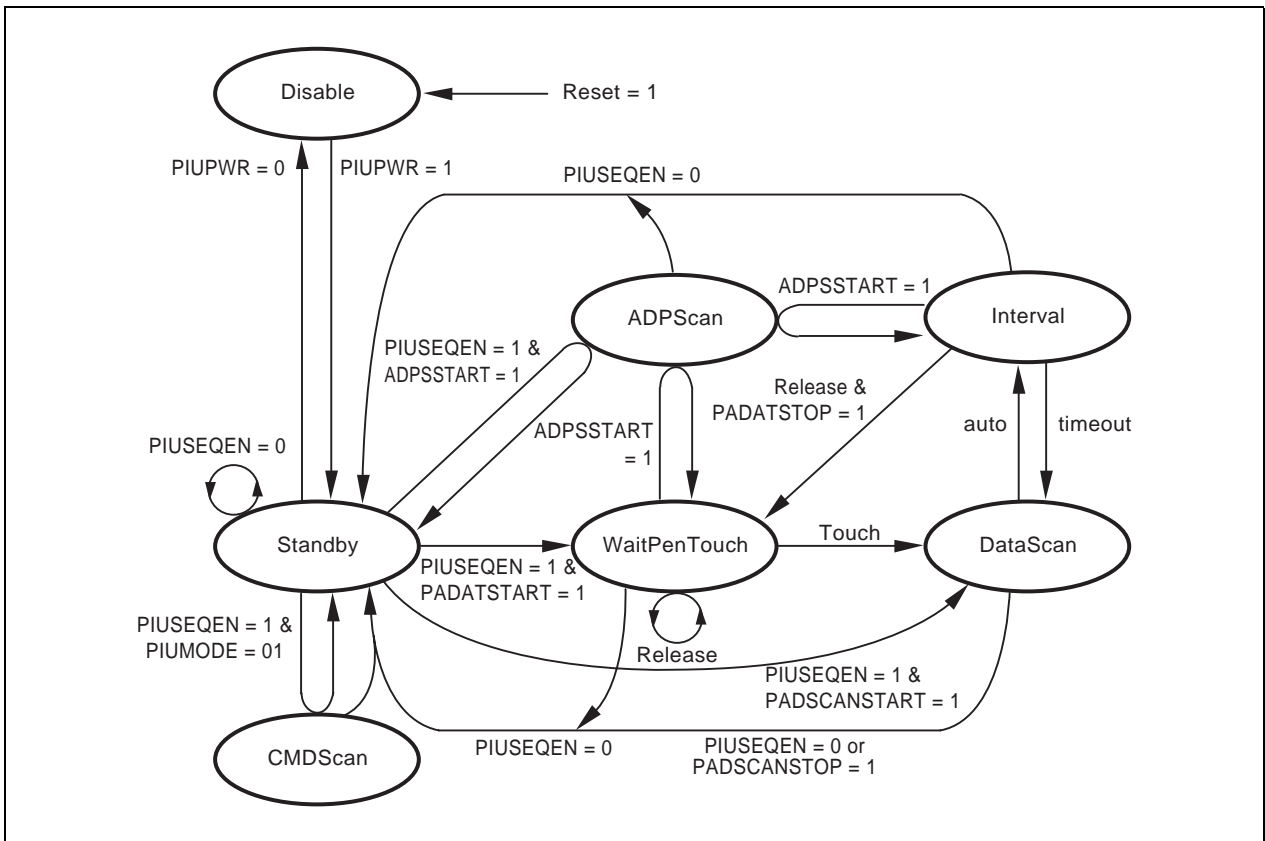 Disable
Reset = 1
PIUPWR = 0
PIUPWR = 1
PIUSEQEN = 0
ADPScan
ADPSSTART = 1
Interval
PIUSEQEN = 1 &
ADPSSTART = 1
Release &
PADATSTOP = 1
ADPSSTART
= 1
auto
timeout
PIUSEQEN = 0
Standby
WaitPenTouch
Touch
DataScan
PIUSEQEN = 1 &
PADATSTART = 1
PIUSEQEN = 1 &
PIUMODE = 01
Release
PIUSEQEN = 1 &
PADSCANSTART = 1
CMDScan
PIUSEQEN = 0
PIUSEQEN = 0 or
PADSCANSTOP = 1